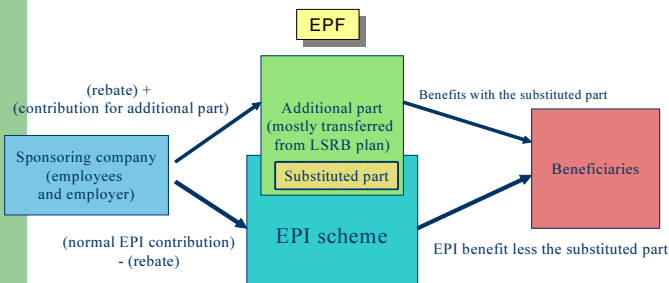 EPF
(rebate) +
(contribution for additional part)
Additional part
(mostly transferred
from LSRB plan)
Substituted part
Benefits with the substituted part
Sponsoring company
(employees
and employer)
Beneficiaries
(normal EPI contribution)
- (rebate)
EPI scheme
EPI benefit less the substituted part